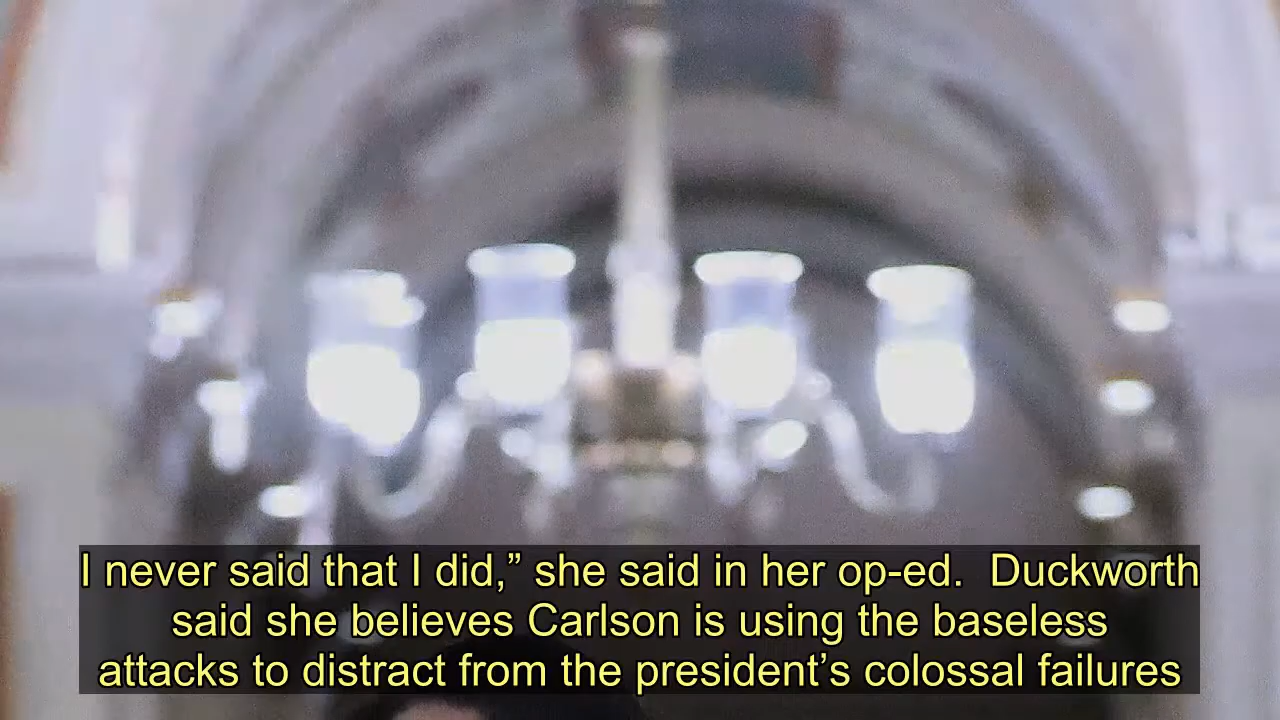 I never said that I did,” she said in her op-ed.  Duckworth
said she believes Carlson is using the baseless
attacks to distract from the president’s colossal failures